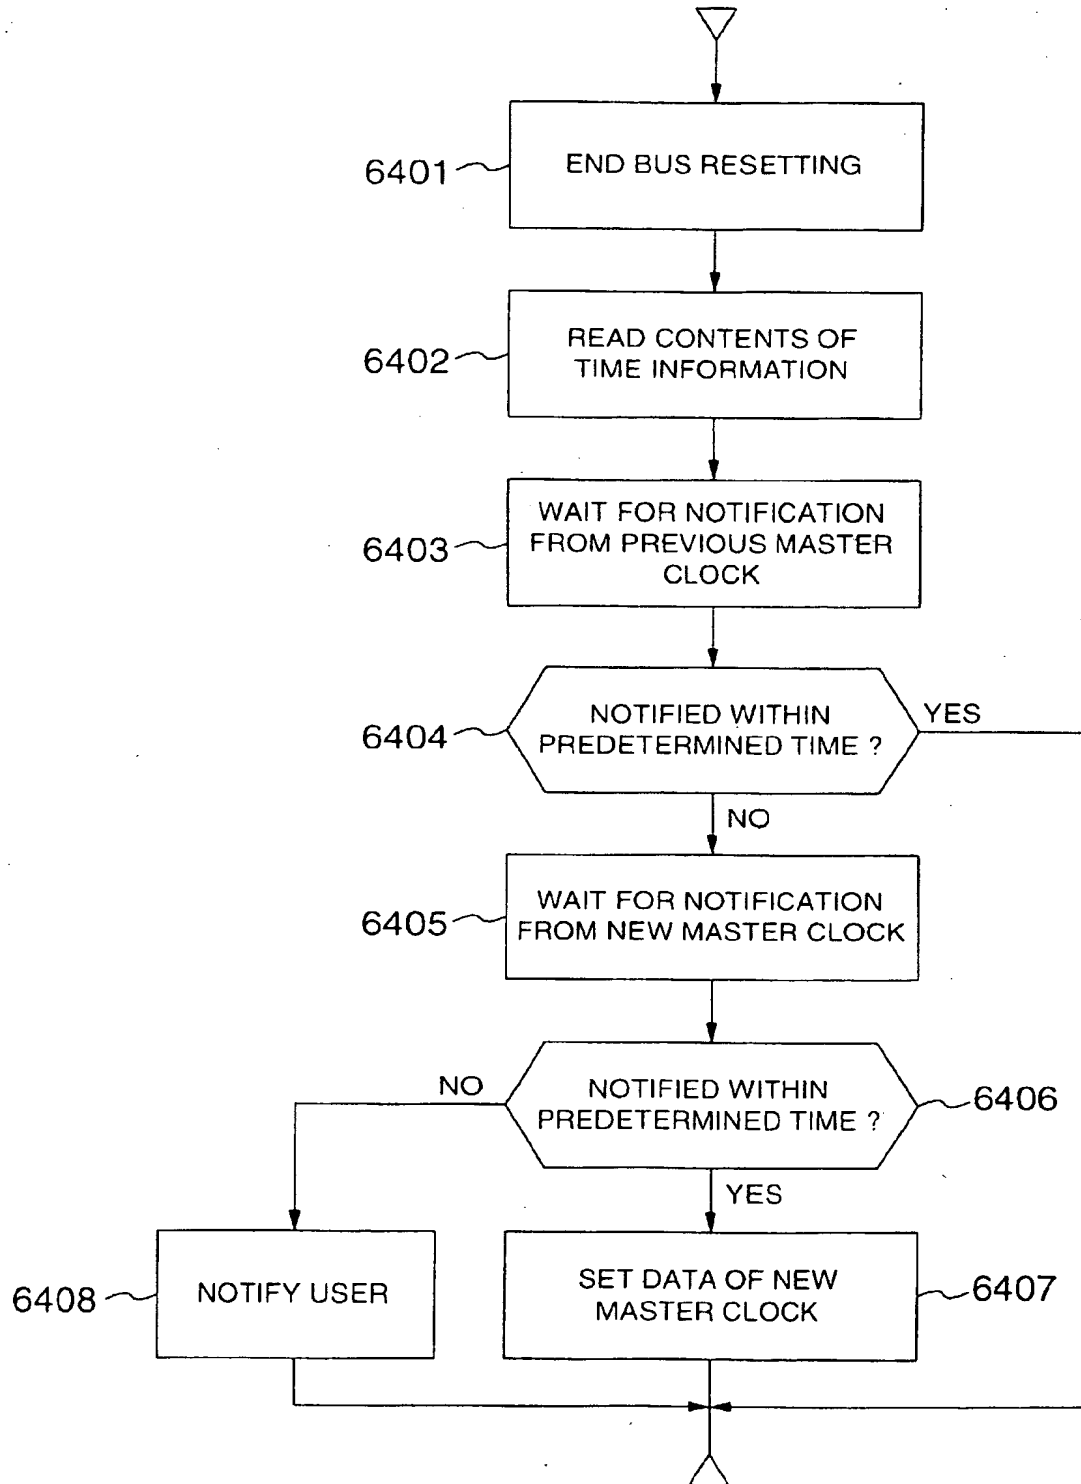 6401
END BUS RESETTING
6402
READ CONTENTS OF
TIME INFORMATION
6403
WAIT FOR NOTIFICATION
FROM PREVIOUS MASTER
CLOCK
6404
NOTIFIED WITHIN
PREDETERMINED TIME ?
YES
NO
6405
WAIT FOR NOTIFICATION
FROM NEW MASTER CLOCK
NO
NOTIFIED WITHIN
PREDETERMINED TIME ?
6406
YES
6408
NOTIFY USER
SET DATA OF NEW
MASTER CLOCK
6407